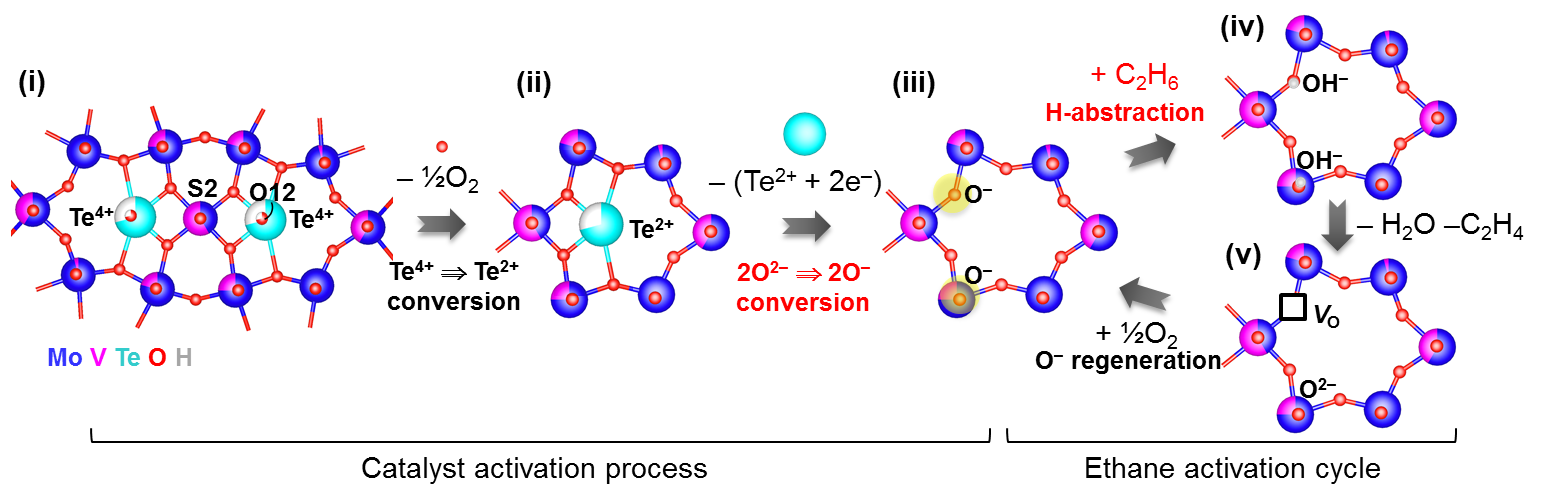 (i)
Te⁴⁺
S2
O12
Te⁴⁺
Mo V Te O H
– ½O₂
Te⁴⁺ ⇒ Te²⁺
conversion
(ii)
Te²⁺
– (Te²⁺ + 2e⁻)
2O²⁻ ⇒ 2O⁻
conversion
(iii)
O⁻
O⁻
+ C₂H₆
H-abstraction
(iv)
OH⁻
OH⁻
– H₂O –C₂H₄
(v)
V₀
O²⁻
+ ½O₂
O⁻ regeneration
Catalyst activation process
Ethane activation cycle